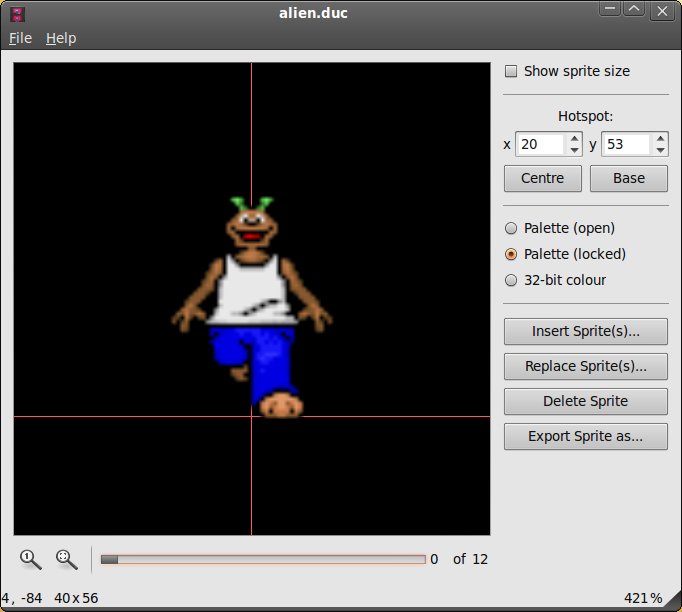 alien.duc
File Help
Show sprite size
Hotspot:
x 20 y 53
Centre Base
Palette (open)
Palette (locked)
32-bit colour
Insert Sprite(s)...
Replace Sprite(s)...
Delete Sprite
Export Sprite as...
1 0 of 12
4, -84 40x56 421%